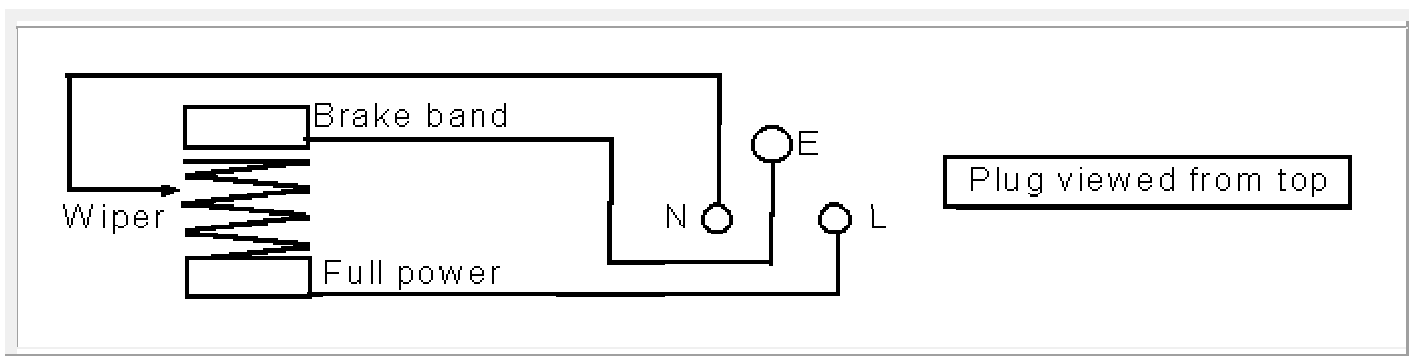 Brake band
E
Plug viewed from top
Wiper
N
L
Full power